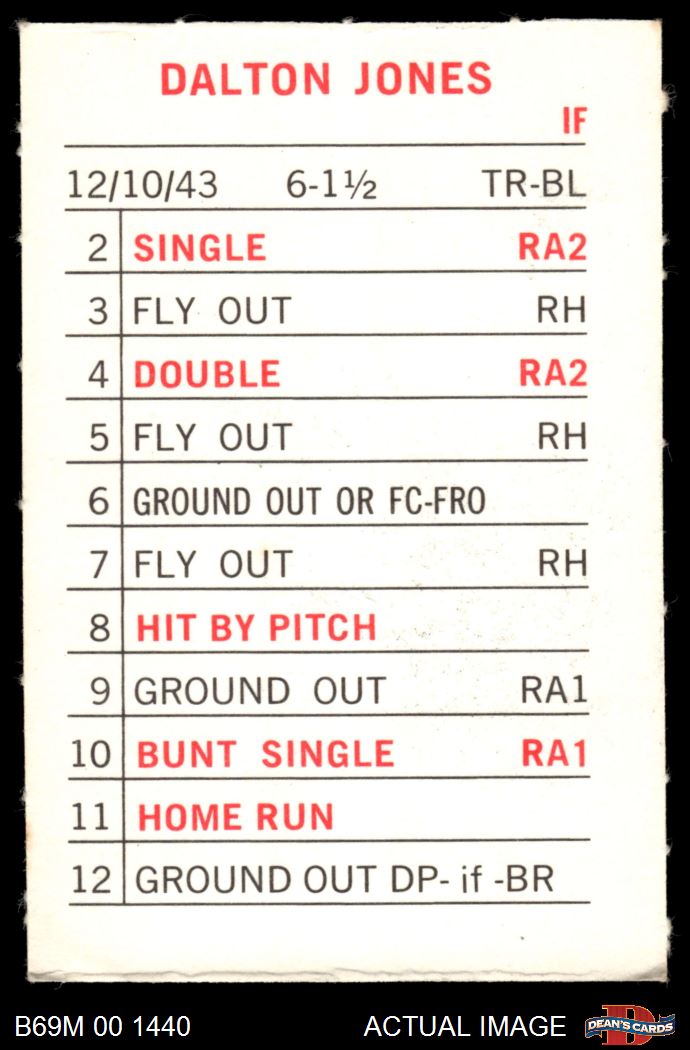 DALTON JONES
IF
12/10/43 6-1½ TR-BL
2 SINGLE RA2
3 FLY OUT RH
4 DOUBLE RA2
5 FLY OUT RH
6 GROUND OUT OR FC-FRO
7 FLY OUT RH
8 HIT BY PITCH
9 GROUND OUT RA1
10 BUNT SINGLE RA1
11 HOME RUN
12 GROUND OUT DP- if -BR
B69M 00 1440 ACTUAL IMAGE D DEAN'S CARDS